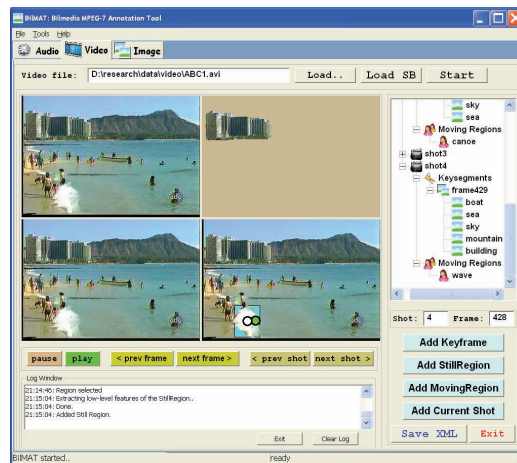 BilMAT: Bilmedia MPEG-7 Annotation Tool
File Tools Help
Audio Video Image
Video file: D:\research\data\video\ABC1.avi Load.. Load SB Start
sky
sea
Moving Regions
canoe
shot3
shot4
Keysegments
frame429
boat
sea
sky
mountain
building
Moving Regions
wave
abc
Shot: 4 Frame: 428
pause play < prev frame next frame > < prev shot next shot >
Add Keyframe
Add StillRegion
Add MovingRegion
Add Current Shot
Save XML Exit
Log Window
21:14:46: Region selected
21:15:04: Extracting low-level features of the StillRegion..
21:15:04: Done.
21:15:04: Added Still Region.
Exit Clear Log
BilMAT started.. ready